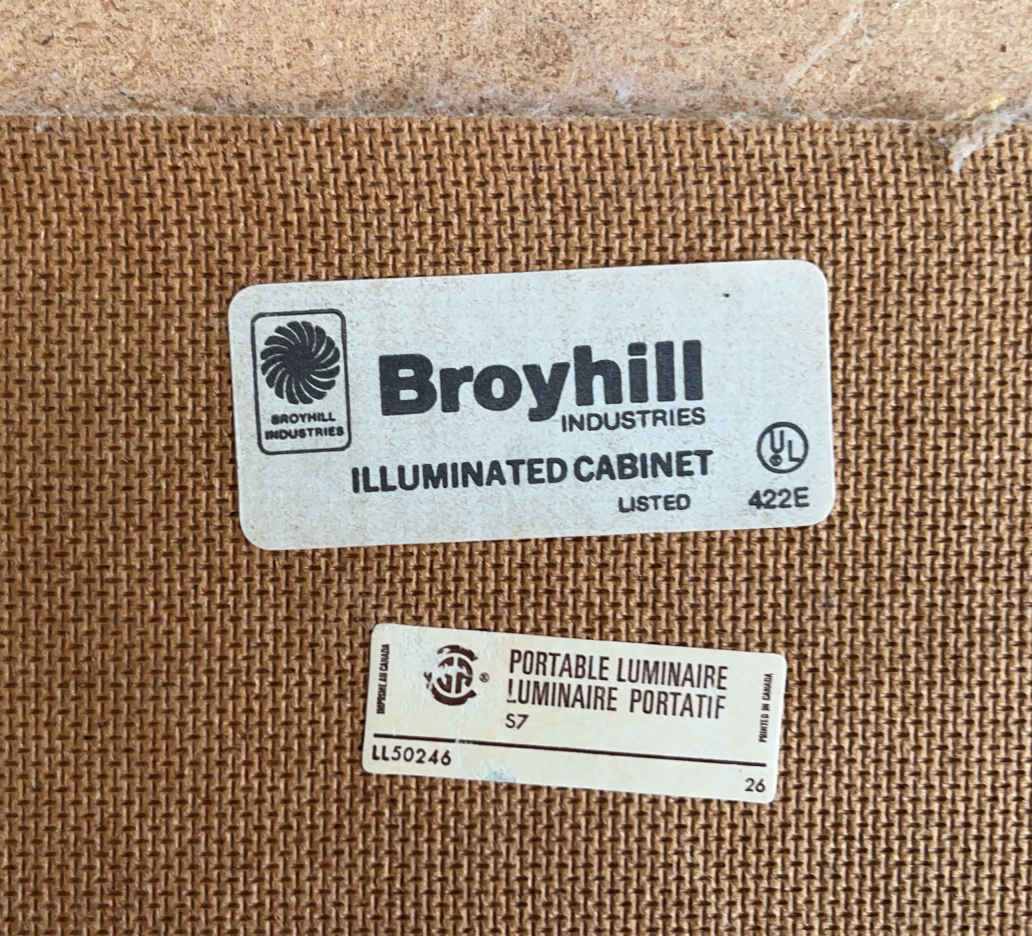 BROYHILL
INDUSTRIES
Broyhill
INDUSTRIES
ILLUMINATED CABINET
LISTED
UL
422E
IMPRIMÉ AU CANADA
®
PORTABLE LUMINAIRE
LUMINAIRE PORTATIF
S7
PRINTED IN CANADA
LL50246
26